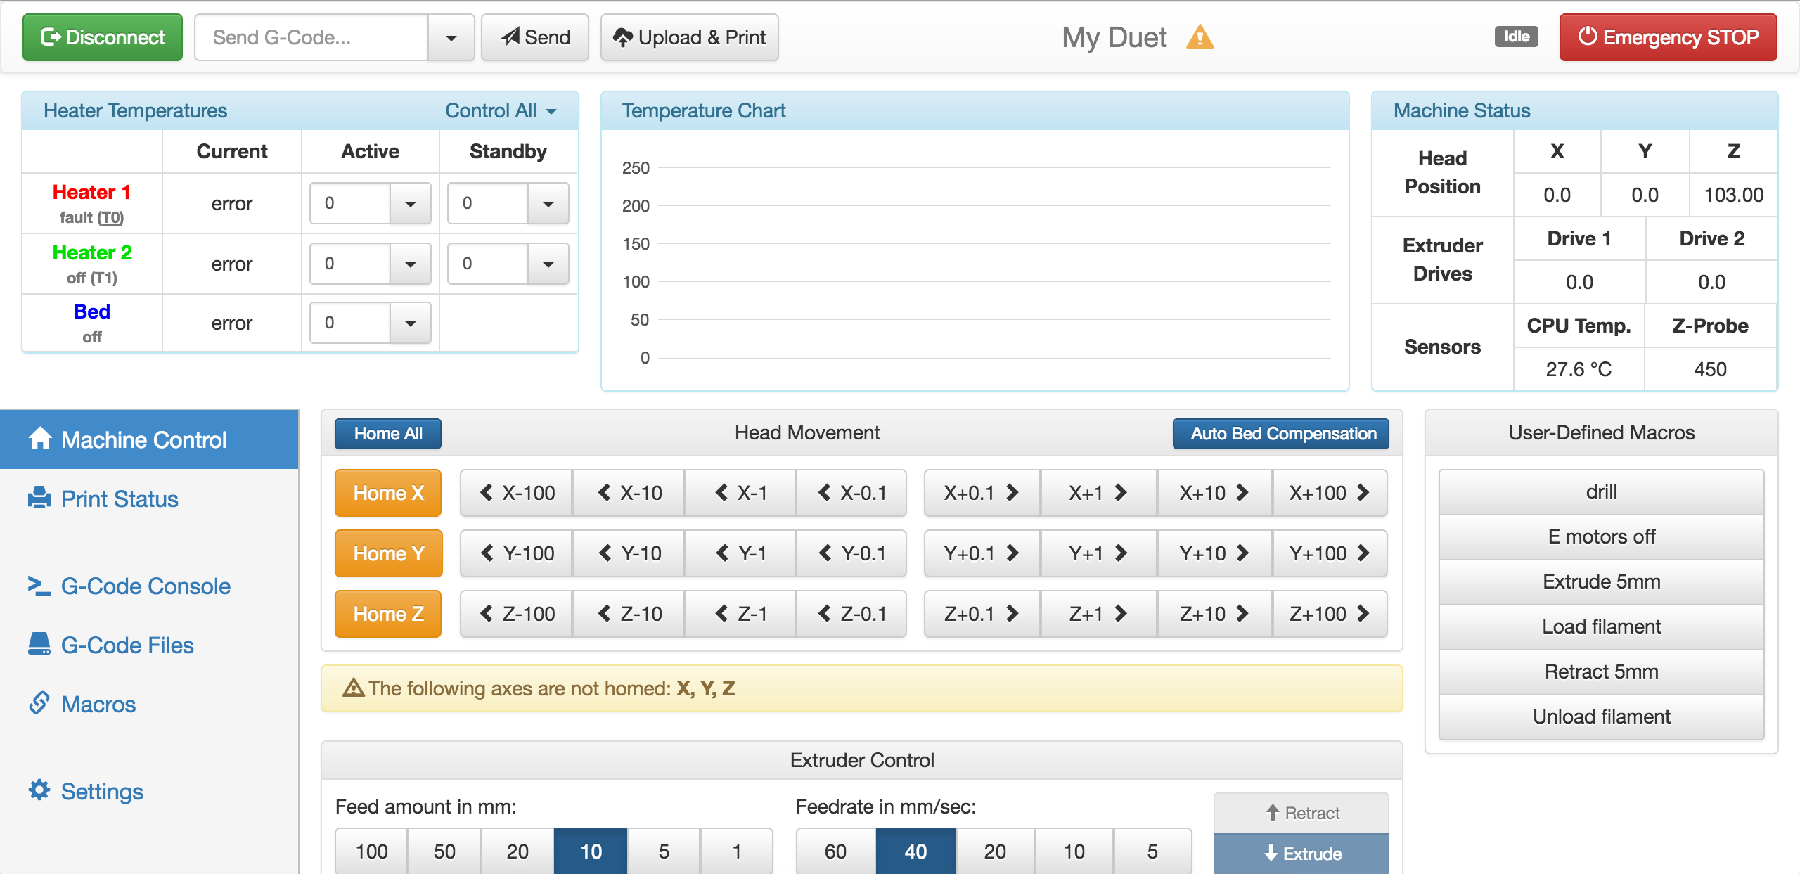 Disconnect
Send G-Code...
Send
Upload & Print
My Duet
Idle
Emergency STOP
Heater Temperatures
Control All
Current
Active
Standby
Heater 1
fault (T0)
error
0
0
Heater 2
off (T1)
error
0
0
Bed
off
error
0
Temperature Chart
250
200
150
100
50
0
Machine Status
Head
Position
X
Y
Z
0.0
0.0
103.00
Extruder
Drives
Drive 1
Drive 2
0.0
0.0
Sensors
CPU Temp.
Z-Probe
27.6 °C
450
Machine Control
Print Status
G-Code Console
G-Code Files
Macros
Settings
Home All
Head Movement
Auto Bed Compensation
Home X
X-100
X-10
X-1
X-0.1
X+0.1
X+1
X+10
X+100
Home Y
Y-100
Y-10
Y-1
Y-0.1
Y+0.1
Y+1
Y+10
Y+100
Home Z
Z-100
Z-10
Z-1
Z-0.1
Z+0.1
Z+1
Z+10
Z+100
The following axes are not homed: X, Y, Z
Extruder Control
Feed amount in mm:
100
50
20
10
5
1
Feedrate in mm/sec:
60
40
20
10
5
Retract
Extrude
User-Defined Macros
drill
E motors off
Extrude 5mm
Load filament
Retract 5mm
Unload filament